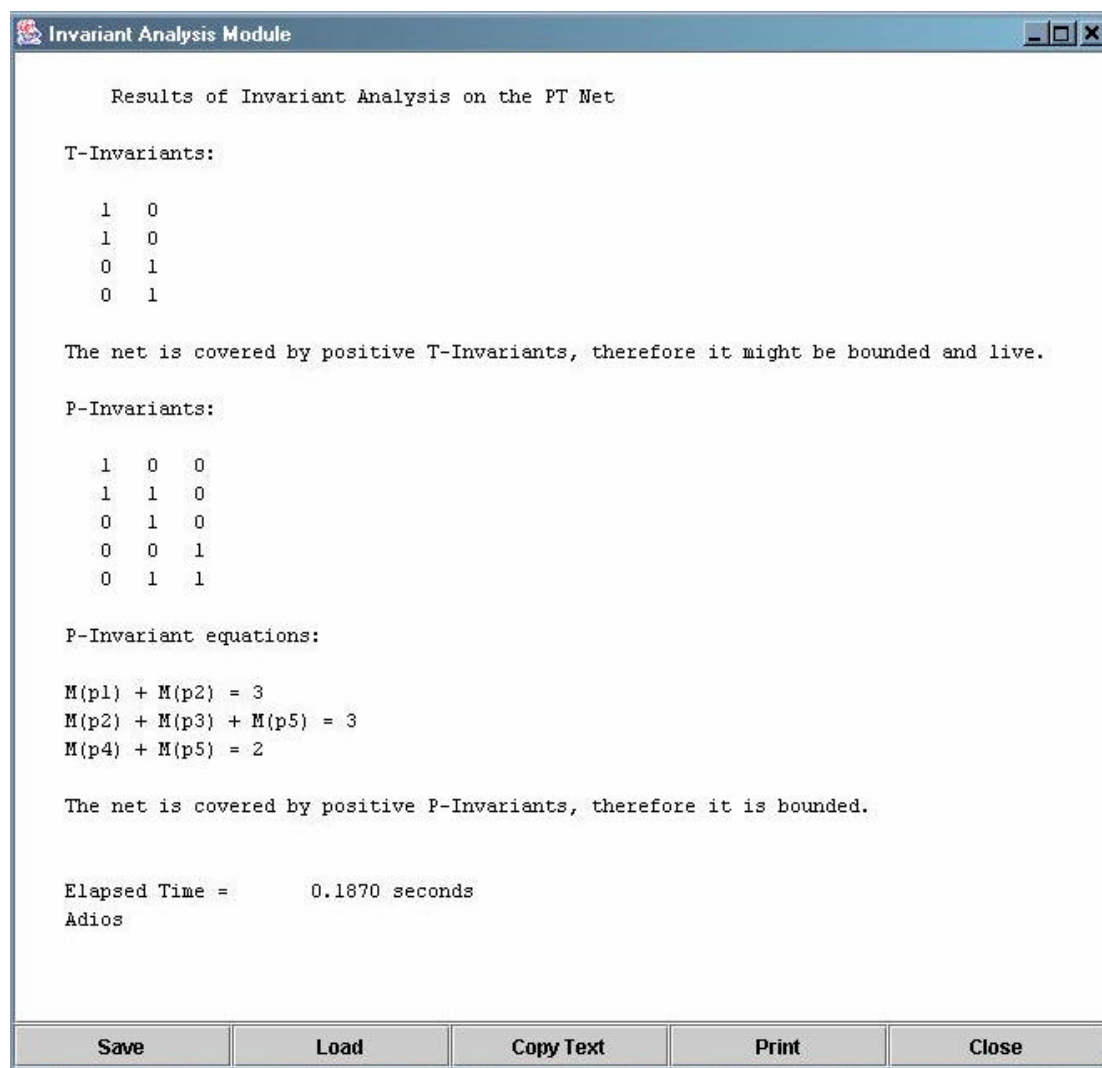 Invariant Analysis Module
Results of Invariant Analysis on the PT Net
T-Invariants:
1 0
1 0
0 1
0 1
The net is covered by positive T-Invariants, therefore it might be bounded and live.
P-Invariants:
1 0 0
1 1 0
0 1 0
0 0 1
0 1 1
P-Invariant equations:
M(p1) + M(p2) = 3
M(p2) + M(p3) + M(p5) = 3
M(p4) + M(p5) = 2
The net is covered by positive P-Invariants, therefore it is bounded.
Elapsed Time = 0.1870 seconds
Adios
Save Load Copy Text Print Close